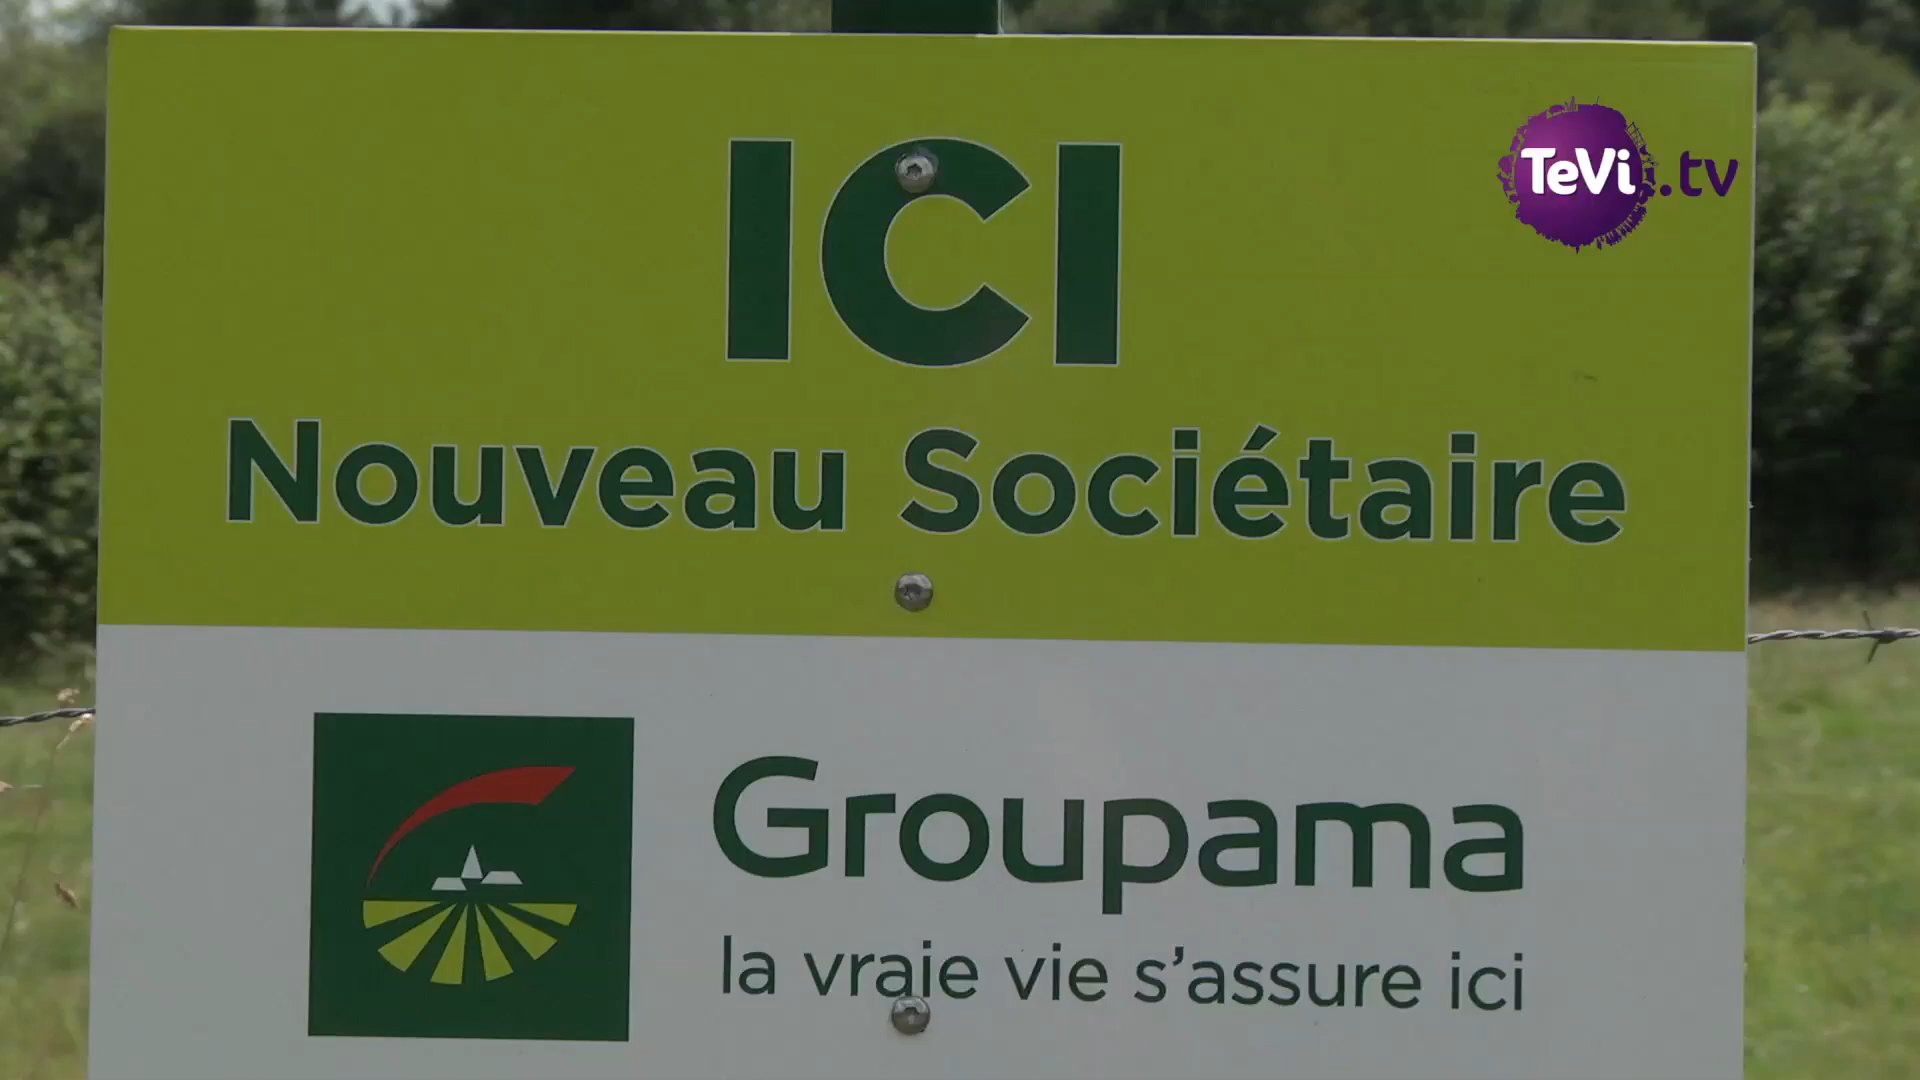 ICI
TeVi.tv
Nouveau Sociétaire
Groupama
la vraie vie s'assure ici